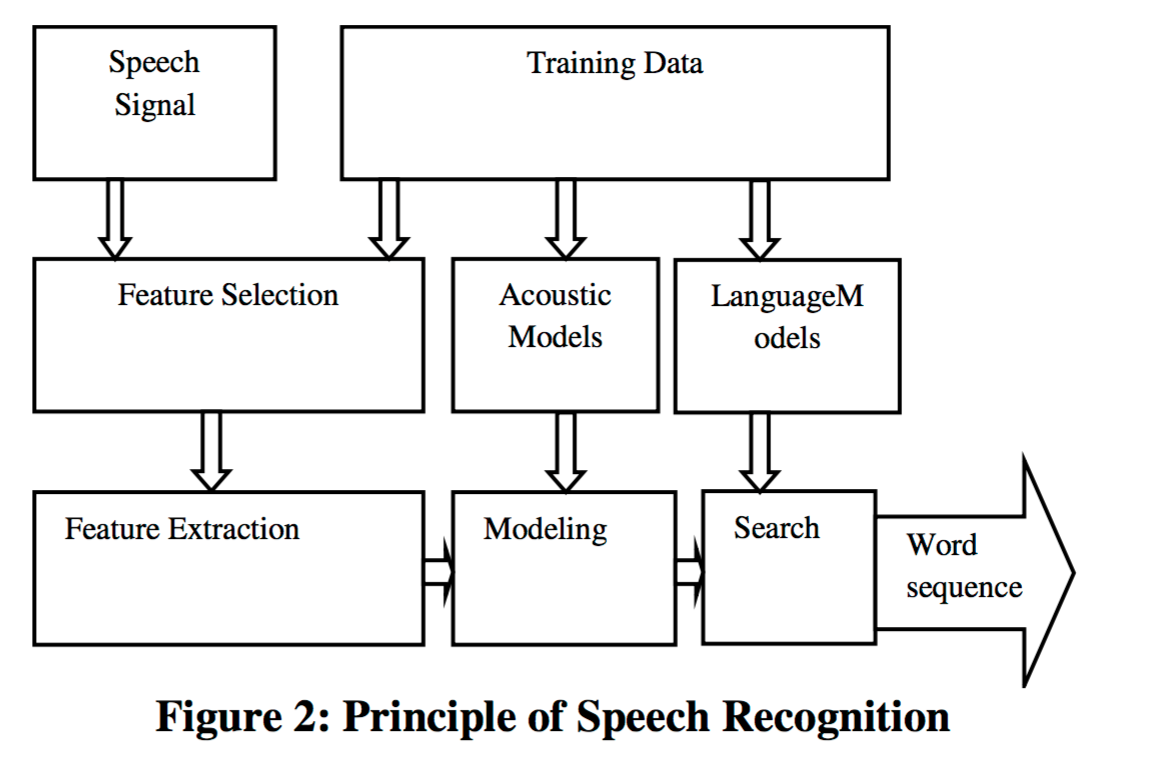 Speech
Signal
Training Data
Feature Selection
Acoustic
Models
LanguageM
odels
Feature Extraction
Modeling
Search
Word
sequence
Figure 2: Principle of Speech Recognition